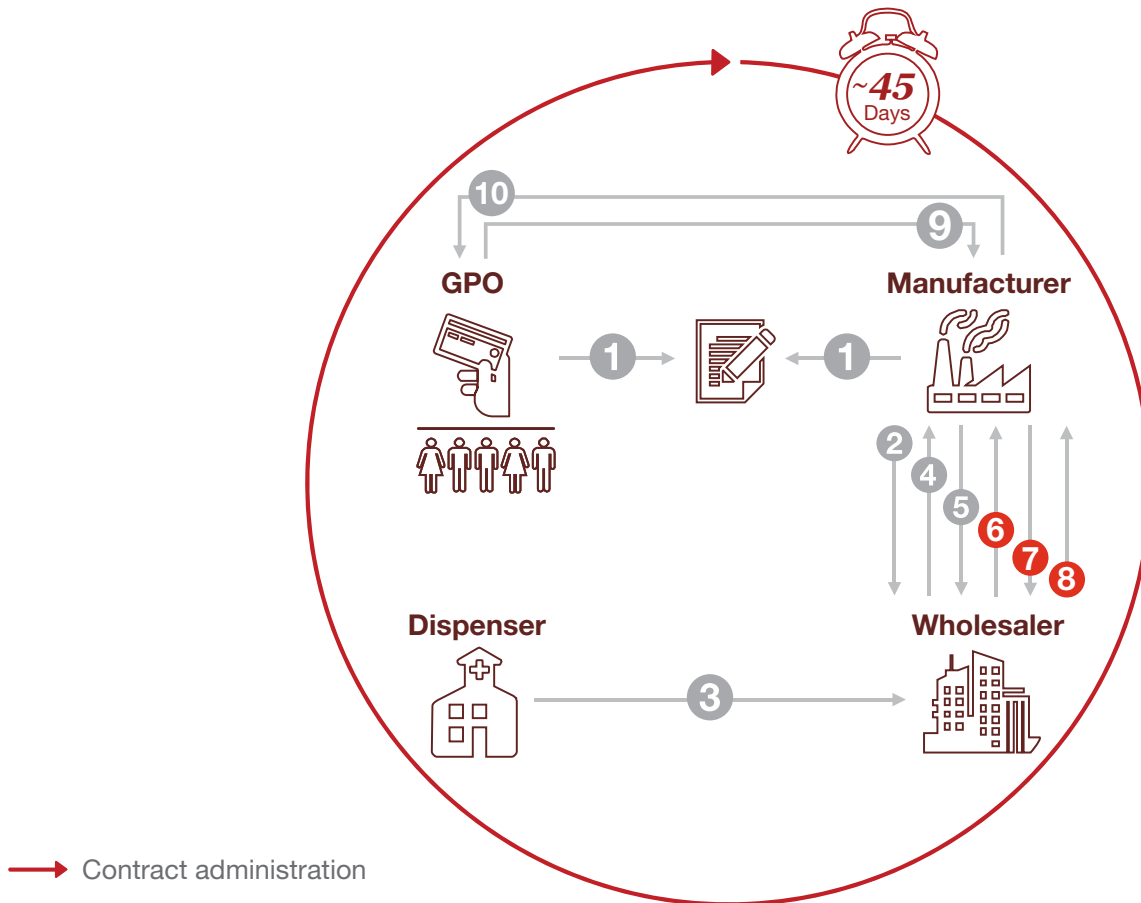 ~45
Days
10
9
GPO
Manufacturer
1
1
2
4
5
6
7
8
Dispenser
Wholesaler
3
Contract administration